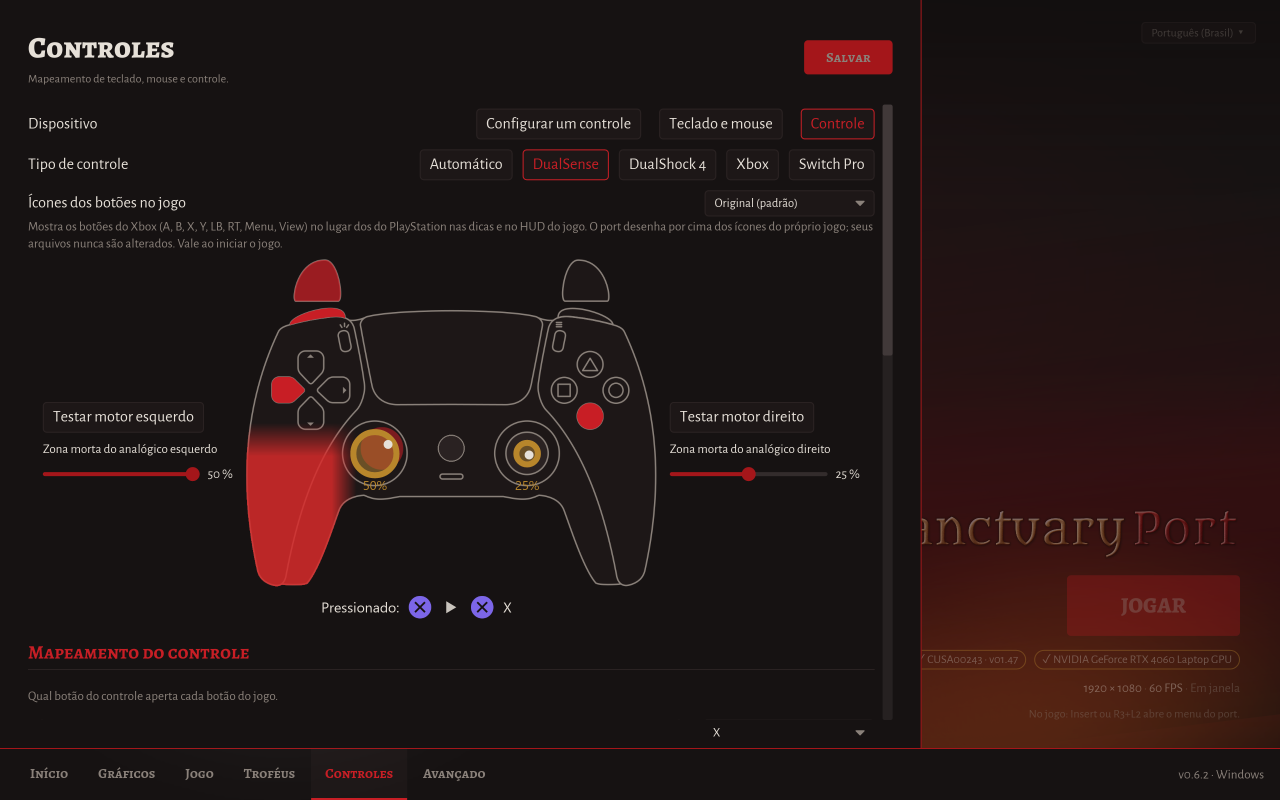 Controles
Mapeamento de teclado, mouse e controle.
Salvar
Português (Brasil)
Dispositivo
Configurar um controle
Teclado e mouse
Controle
Tipo de controle
Automático
DualSense
DualShock 4
Xbox
Switch Pro
Ícones dos botões no jogo
Original (padrão)
Mostra os botões do Xbox (A, B, X, Y, LB, RT, Menu, View) no lugar dos do PlayStation nas dicas e no HUD do jogo. O port desenha por cima dos ícones do próprio jogo; seus
arquivos nunca são alterados. Vale ao iniciar o jogo.
Testar motor esquerdo
Zona morta do analógico esquerdo
50 %
50%
25%
Testar motor direito
Zona morta do analógico direito
25 %
Pressionado: X
Mapeamento do controle
Qual botão do controle aperta cada botão do jogo.
X
anctuary Port
JOGAR
✓ CUSA00243 · v01.47
✓ NVIDIA GeForce RTX 4060 Laptop GPU
1920 × 1080 · 60 FPS · Em janela
No jogo: Insert ou R3+L2 abre o menu do port.
Início
Gráficos
Jogo
Troféus
Controles
Avançado
v0.6.2 · Windows